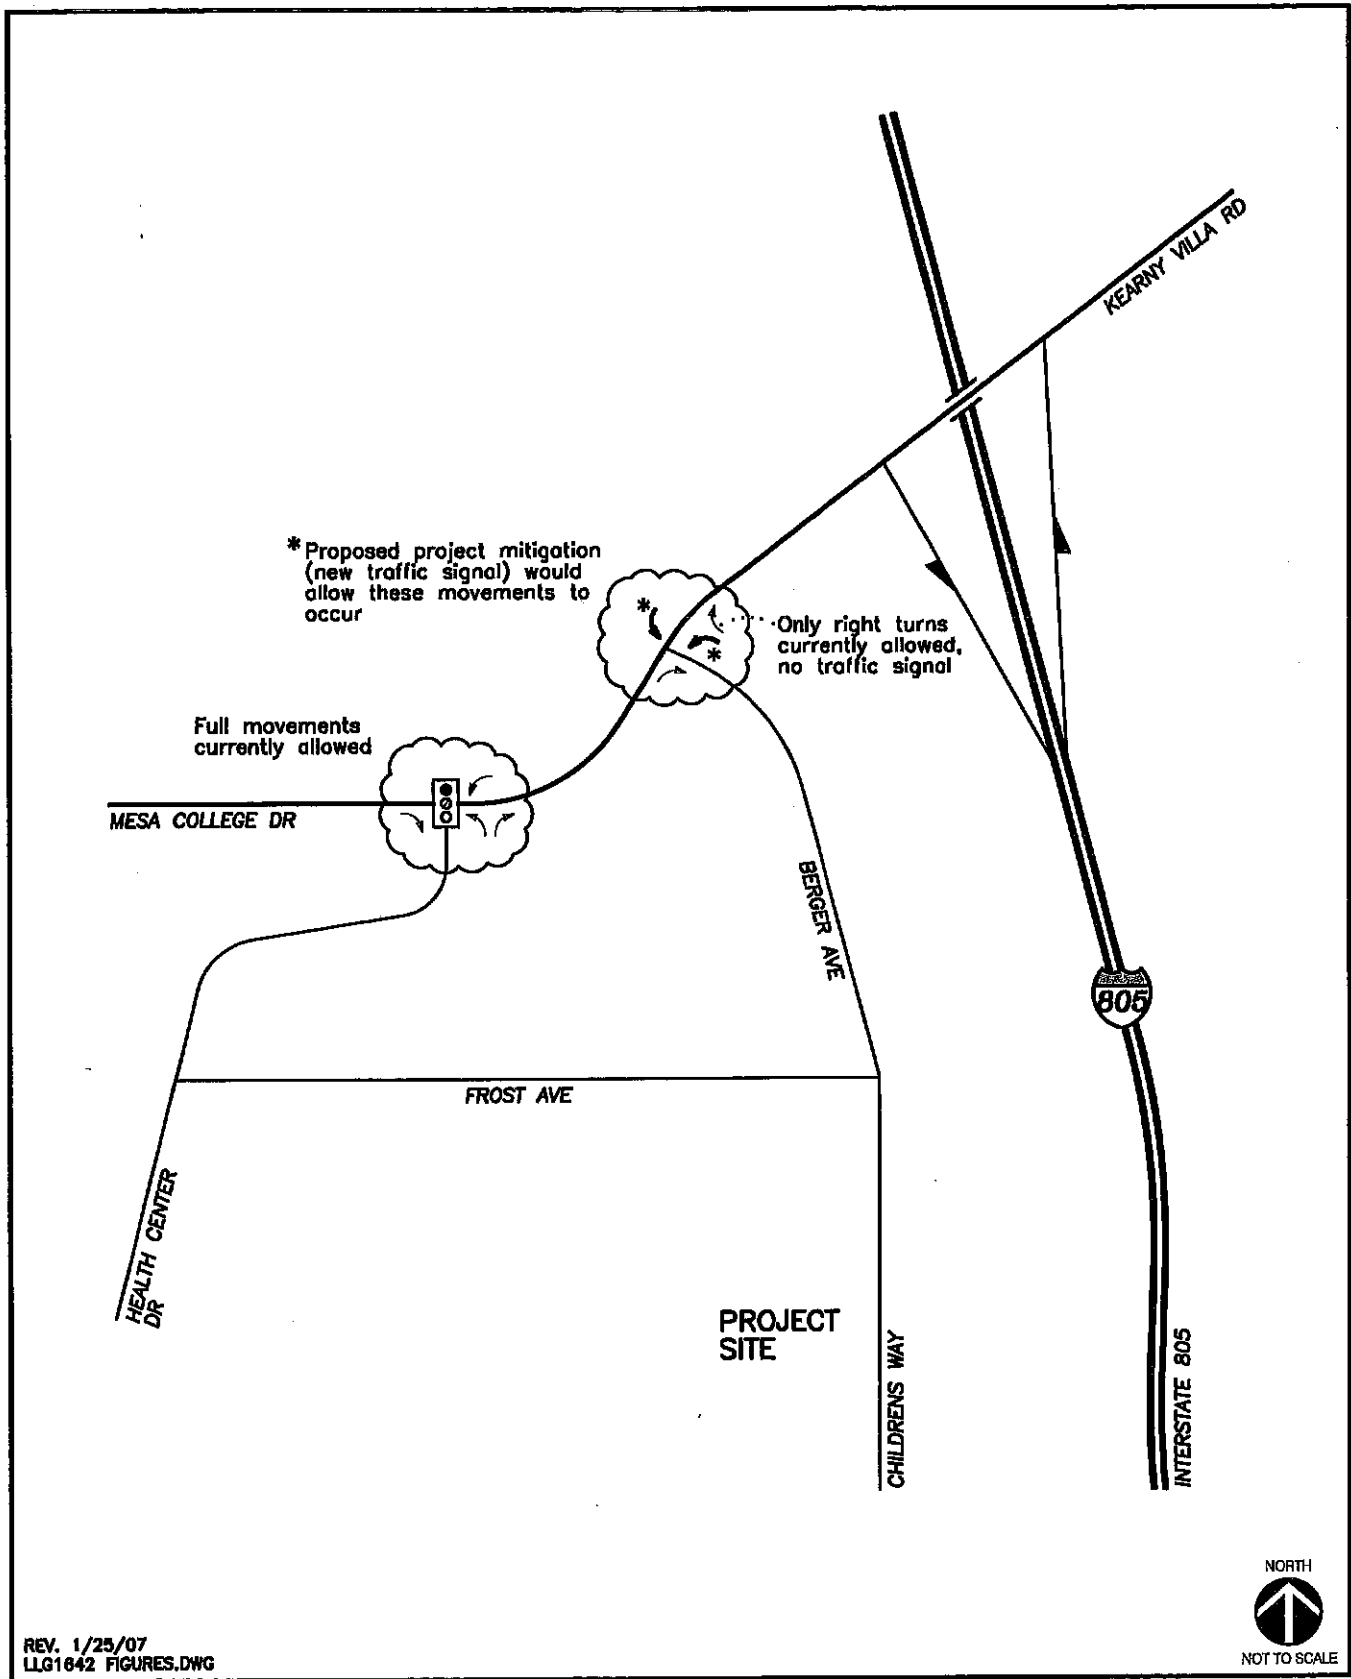 KEARNY VILLA RD
* Proposed project mitigation
(new traffic signal) would
allow these movements to
occur
*
*
Only right turns
currently allowed,
no traffic signal
Full movements
currently allowed
MESA COLLEGE DR
BERGER AVE
805
FROST AVE
HEALTH CENTER
DR
PROJECT
SITE
CHILDRENS WAY
INTERSTATE 805
NORTH
NOT TO SCALE
REV. 1/25/07
LLG1642 FIGURES.DWG